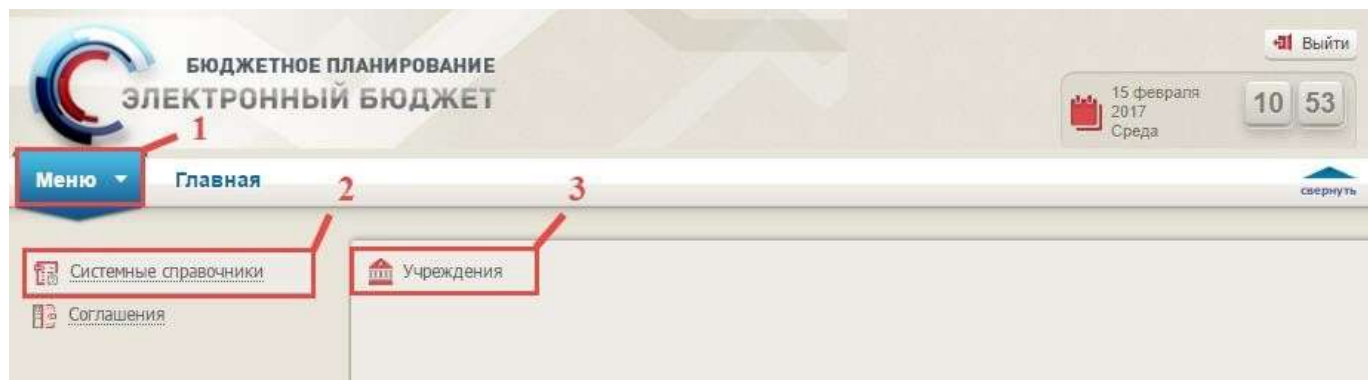 БЮДЖЕТНОЕ ПЛАНИРОВАНИЕ
ЭЛЕКТРОННЫЙ БЮДЖЕТ
Выйти
15 февраля
2017
Среда
10 53
1
Меню
Главная
свернуть
2
3
Системные справочники
Учреждения
Соглашения